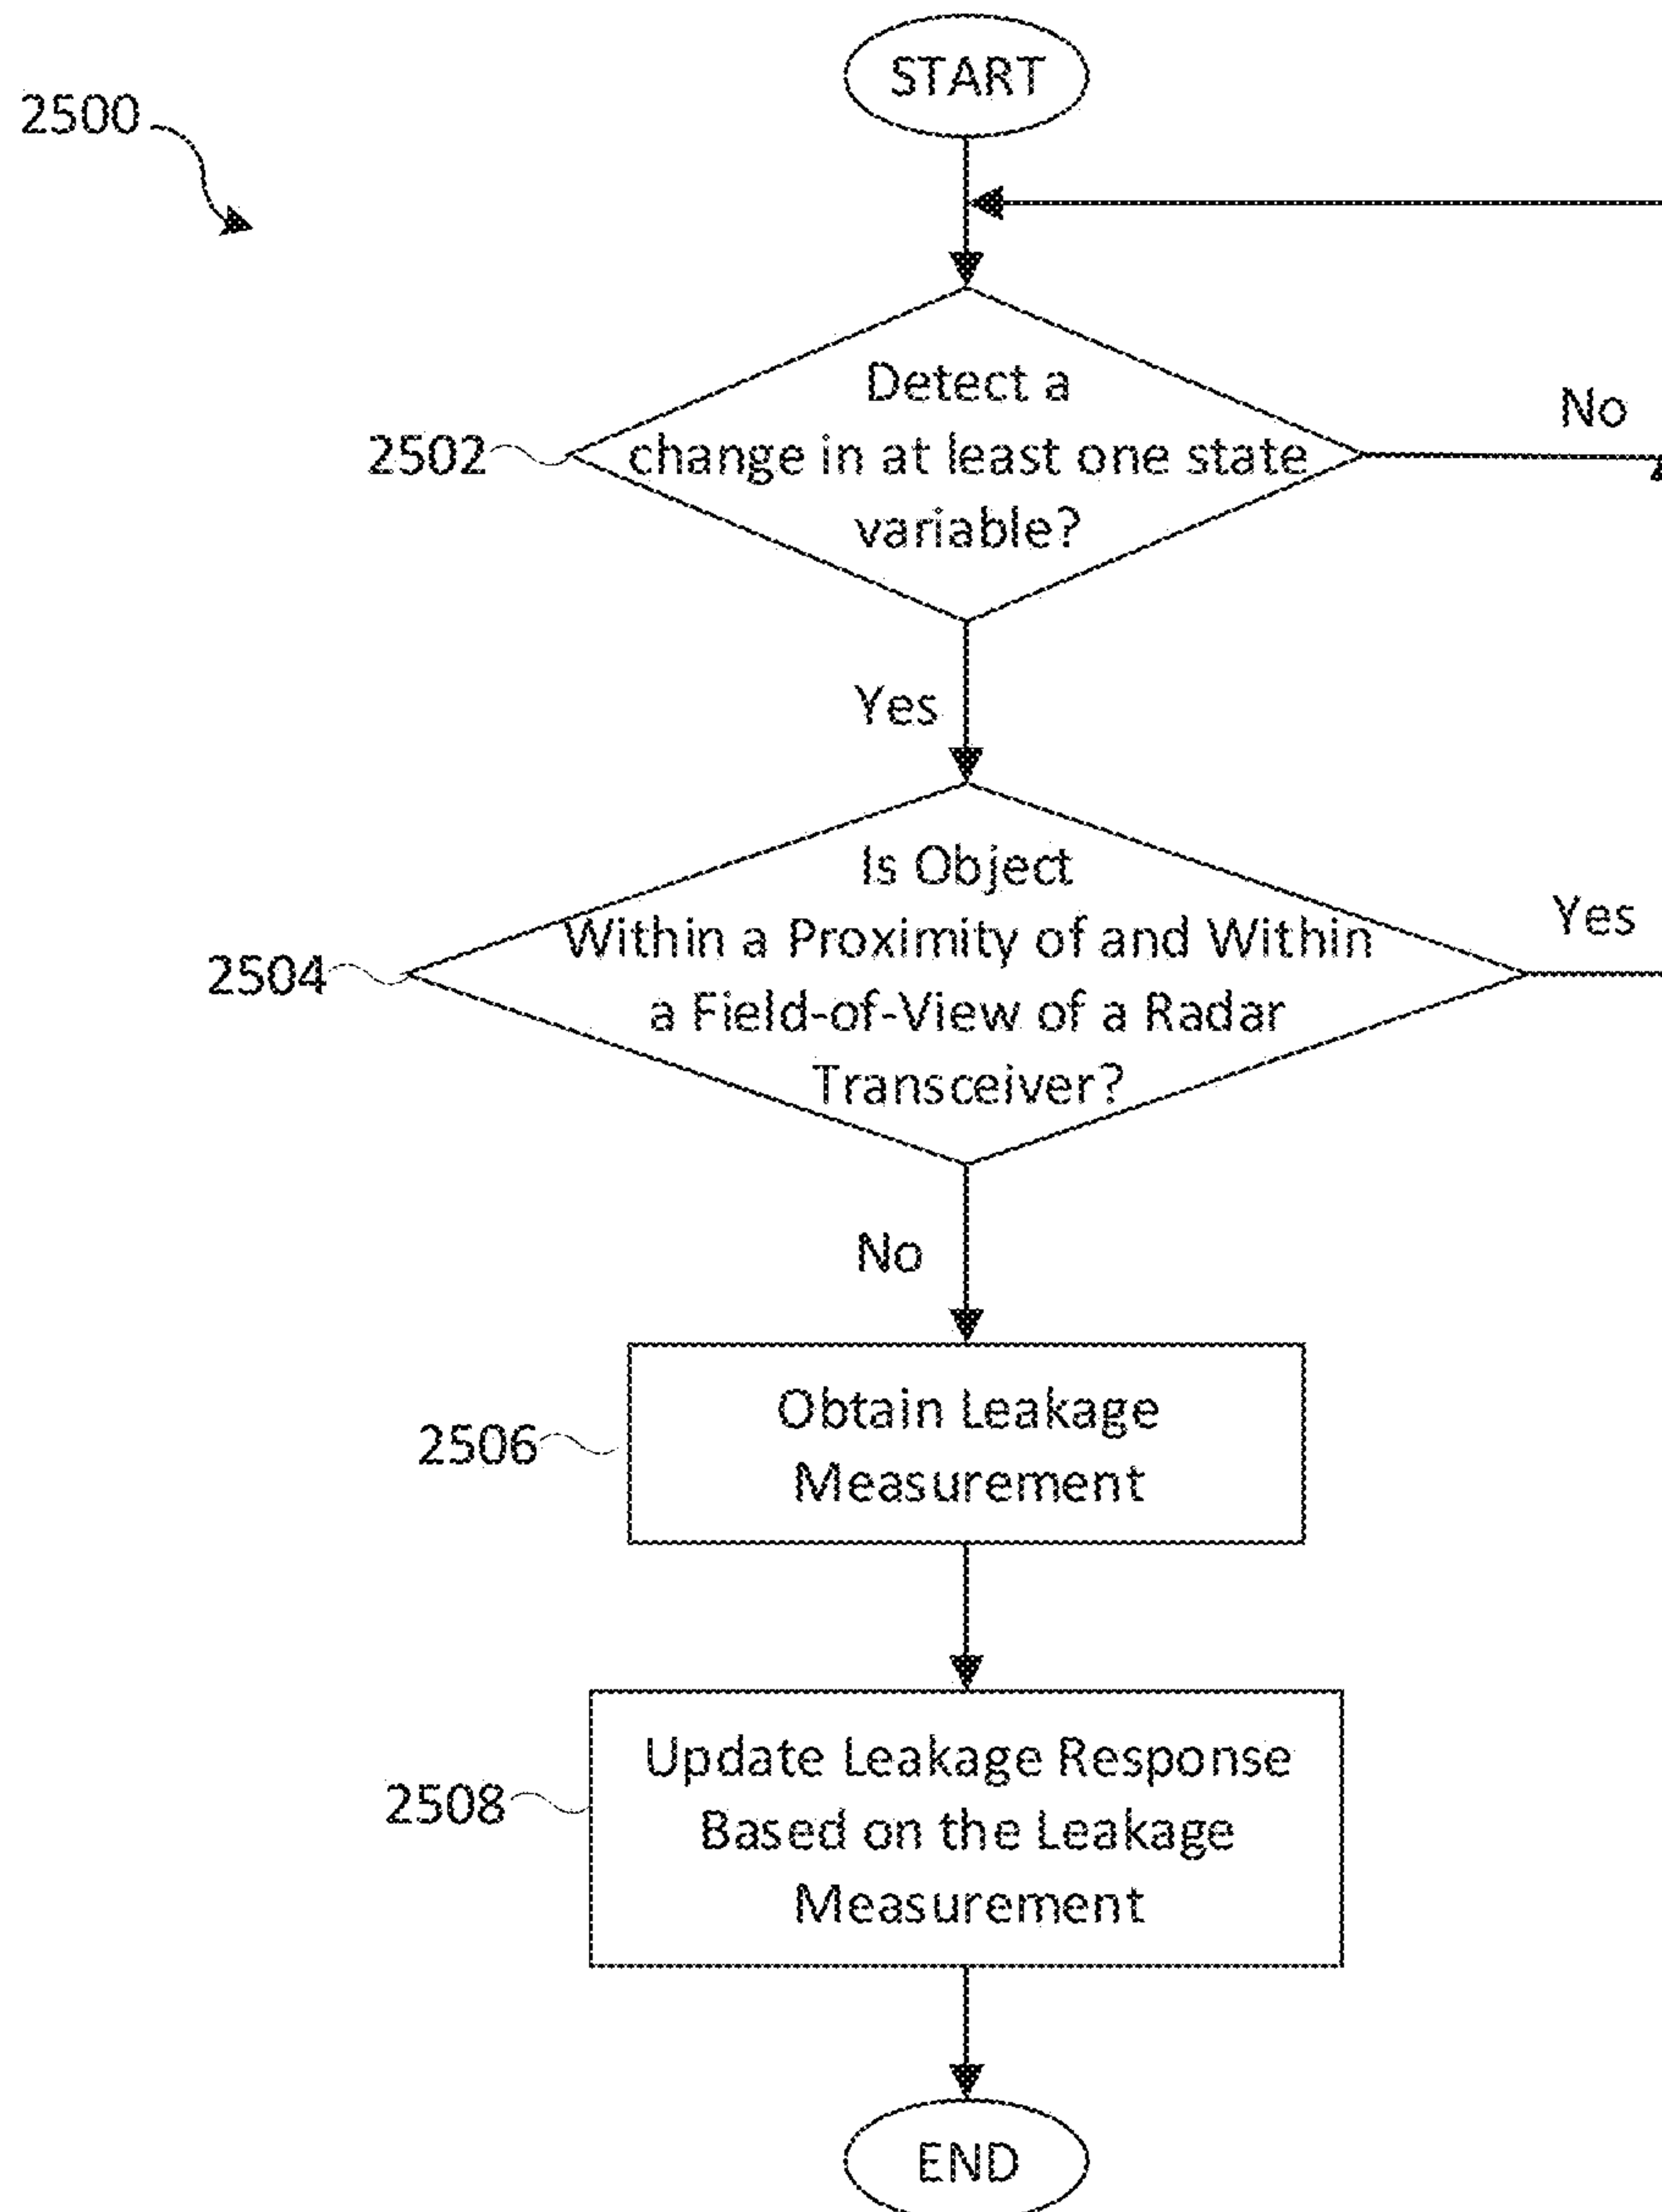 START
2500
Detect a
change in at least one state
variable?
2502
No
Yes
Is Object
Within a Proximity of and Within
a Field-of-View of a Radar
Transceiver?
2504
Yes
No
Obtain Leakage
Measurement
2506
Update Leakage Response
Based on the Leakage
Measurement
2508
END